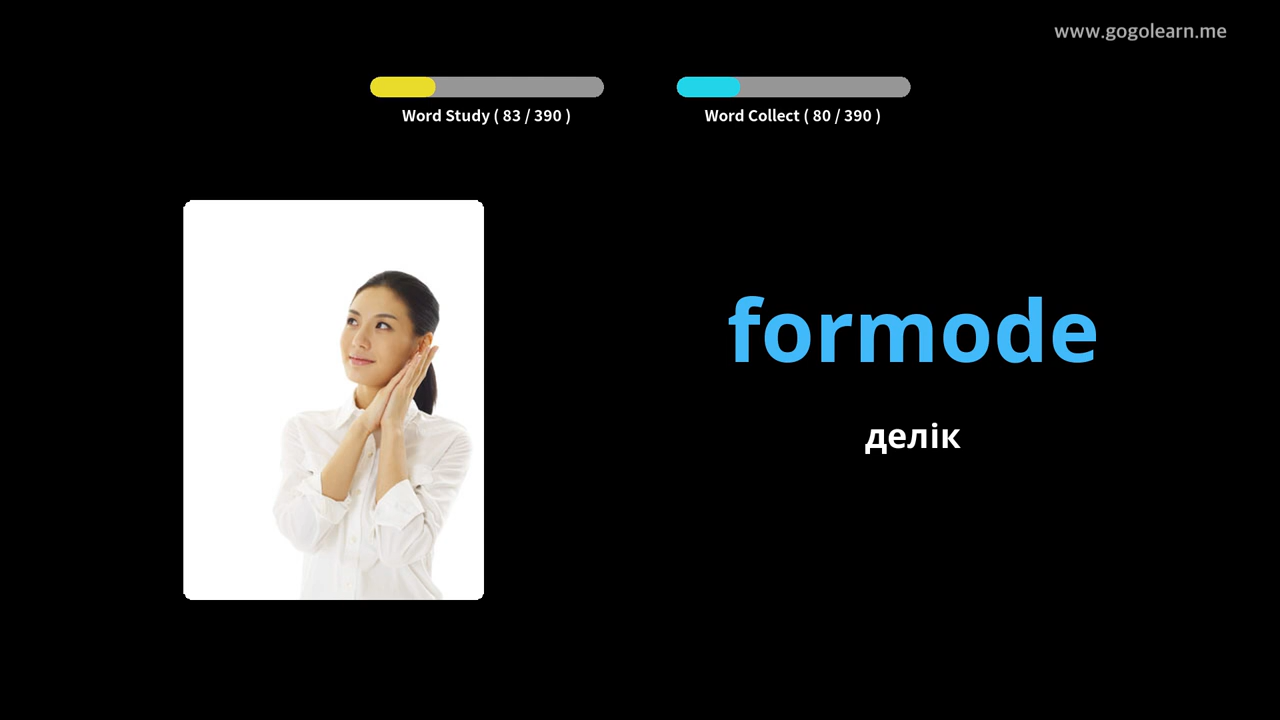 www.gogolearn.me
Word Study ( 83 / 390 )
Word Collect ( 80 / 390 )
formode
делік